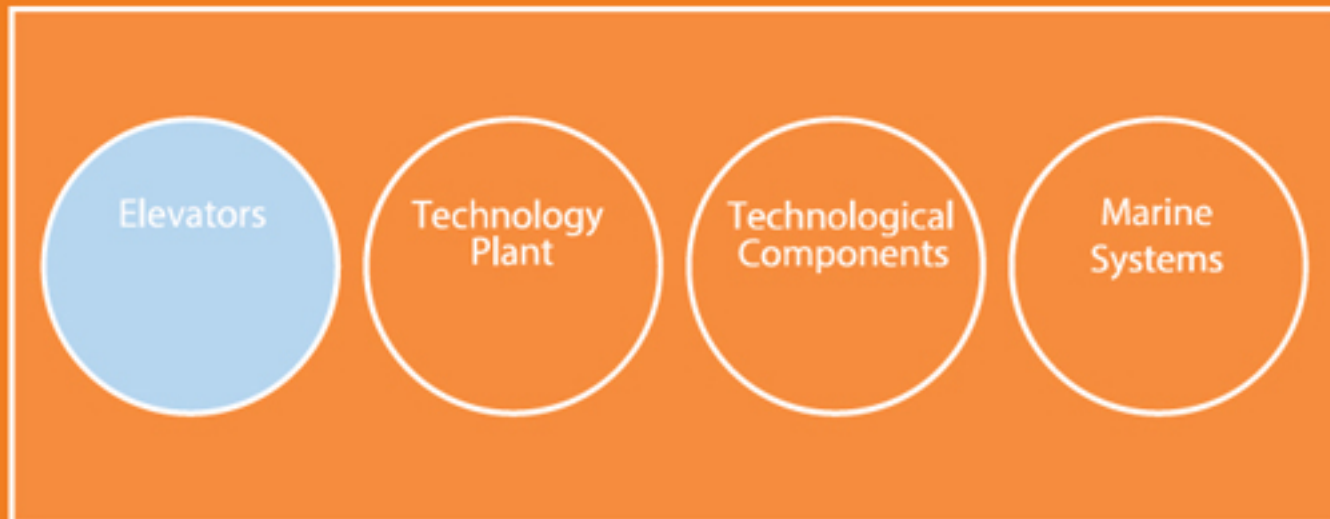 Elevators
Technology
Plant
Technological
Components
Marine
Systems